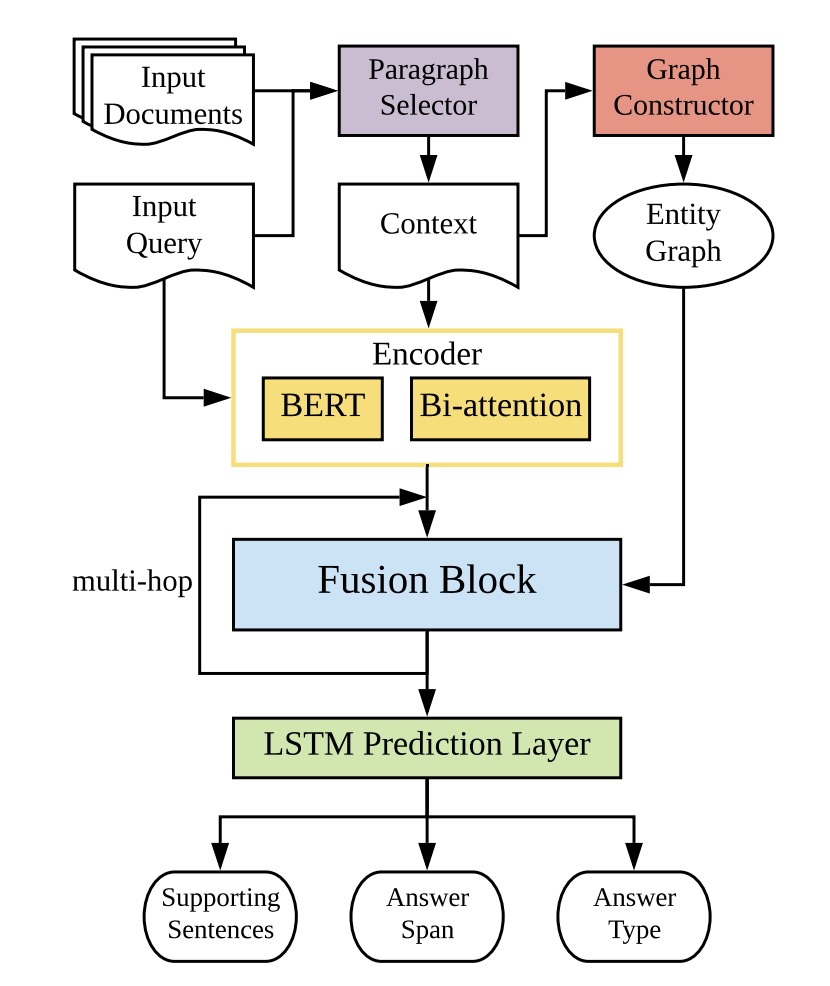 Input
Documents
Paragraph
Selector
Graph
Constructor
Input
Query
Context
Entity
Graph
Encoder
BERT
Bi-attention
multi-hop
Fusion Block
LSTM Prediction Layer
Supporting
Sentences
Answer
Span
Answer
Type